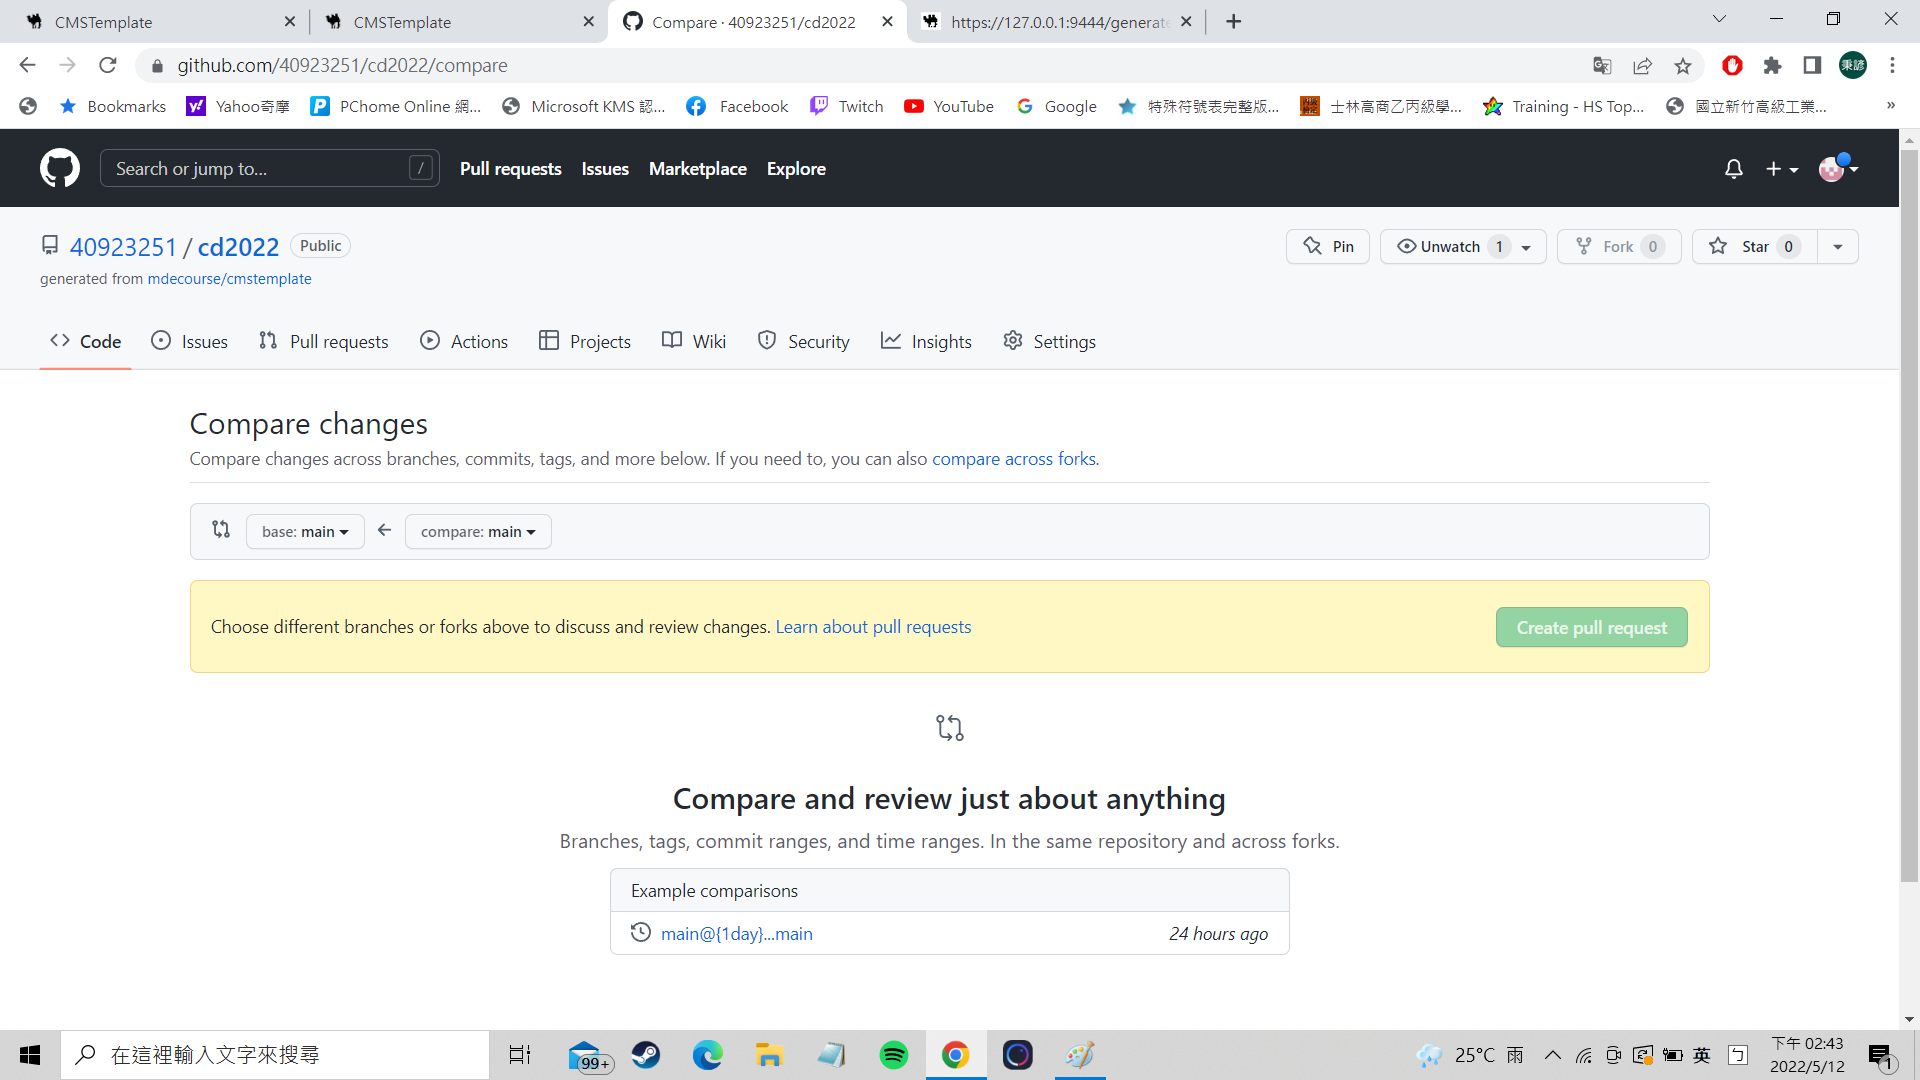 CMSTemplate
CMSTemplate
Compare · 40923251/cd2022
https://127.0.0.1:9444/generate
github.com/40923251/cd2022/compare
秉諺
Bookmarks
Yahoo奇摩
PChome Online 網...
Microsoft KMS 認...
Facebook
Twitch
YouTube
Google
特殊符號表完整版...
士林高商乙丙級學...
Training - HS Top...
國立新竹高級工業...
»
Search or jump to...
/
Pull requests
Issues
Marketplace
Explore
40923251 / cd2022 Public
Pin
Unwatch 1
Fork 0
Star 0
generated from mdecourse/cmstemplate
Code
Issues
Pull requests
Actions
Projects
Wiki
Security
Insights
Settings
Compare changes
Compare changes across branches, commits, tags, and more below. If you need to, you can also compare across forks.
base: main
compare: main
Choose different branches or forks above to discuss and review changes. Learn about pull requests
Create pull request
Compare and review just about anything
Branches, tags, commit ranges, and time ranges. In the same repository and across forks.
Example comparisons
main@{1day}...main
24 hours ago
在這裡輸入文字來搜尋
99+
25°C 雨
英
ㄅ
下午 02:43
2022/5/12
1